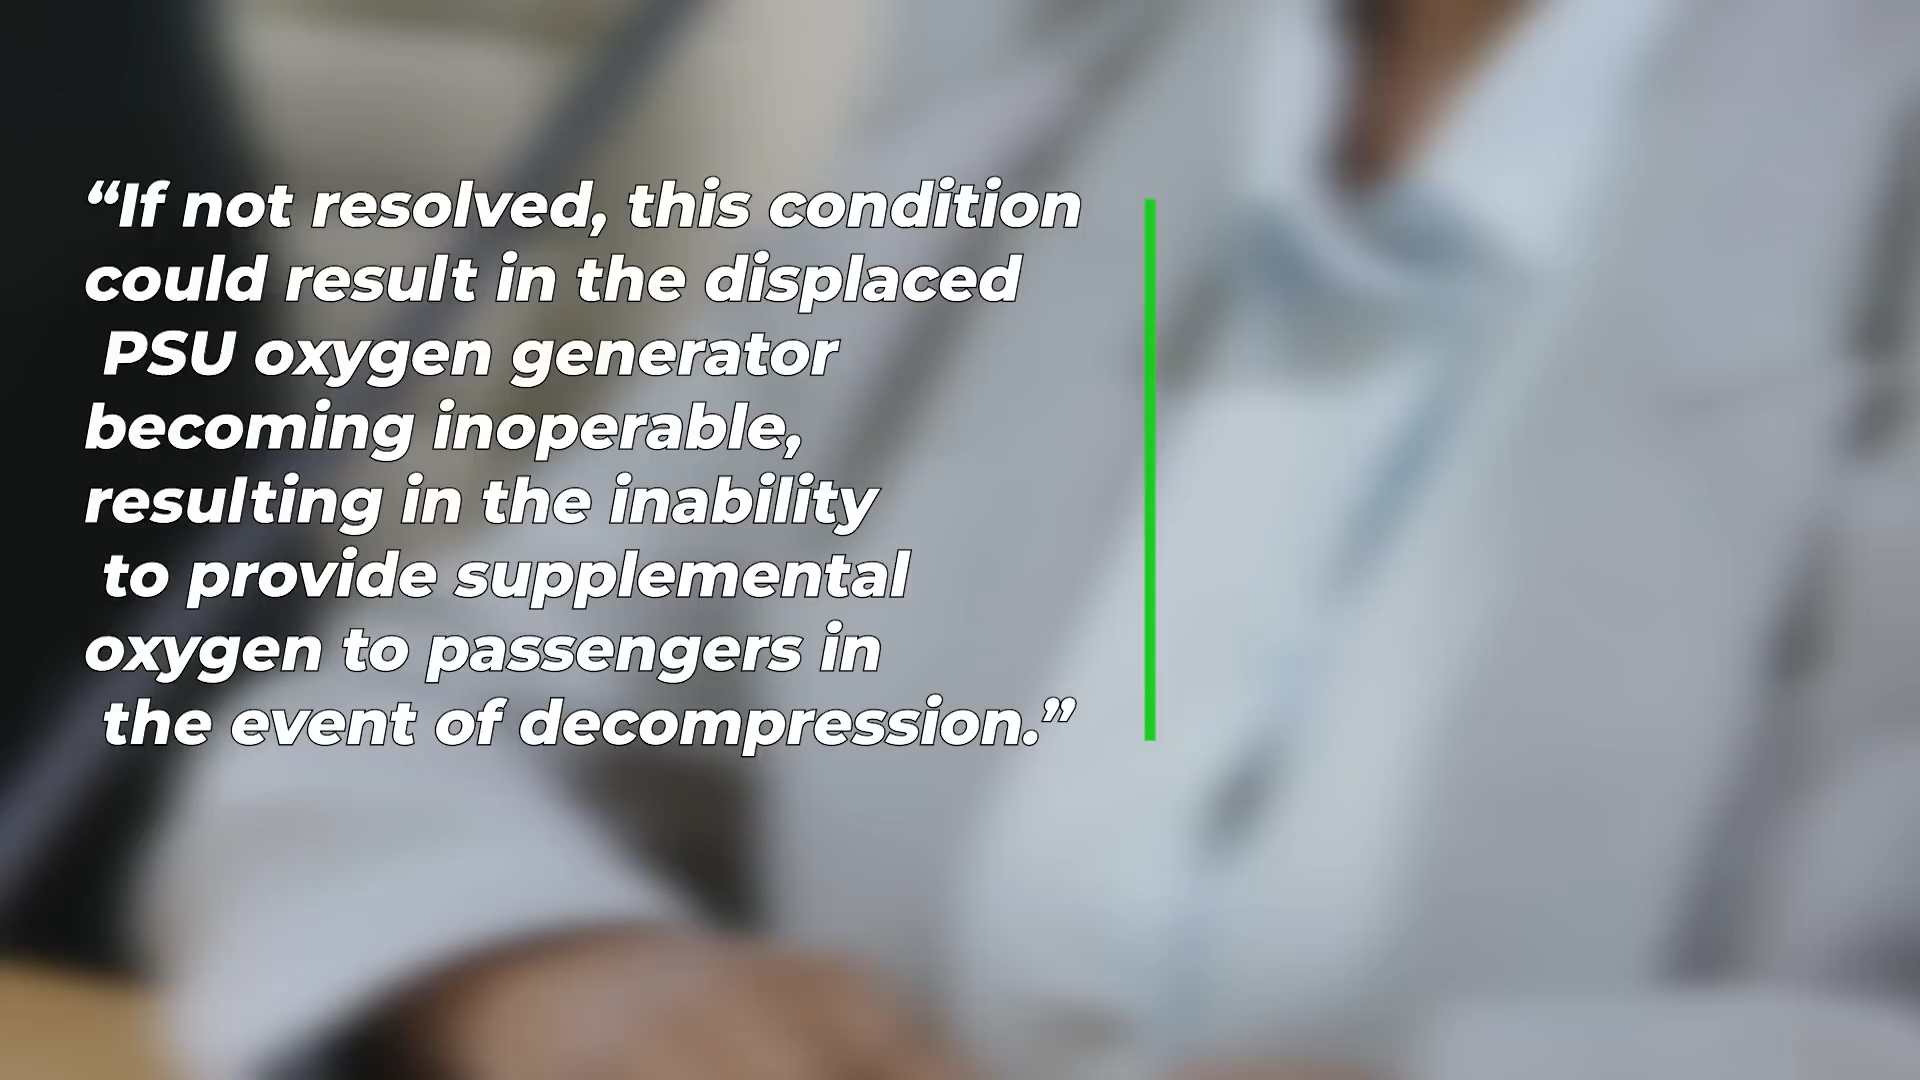 “If not resolved, this condition
could result in the displaced
PSU oxygen generator
becoming inoperable,
resulting in the inability
to provide supplemental
oxygen to passengers in
the event of decompression.”